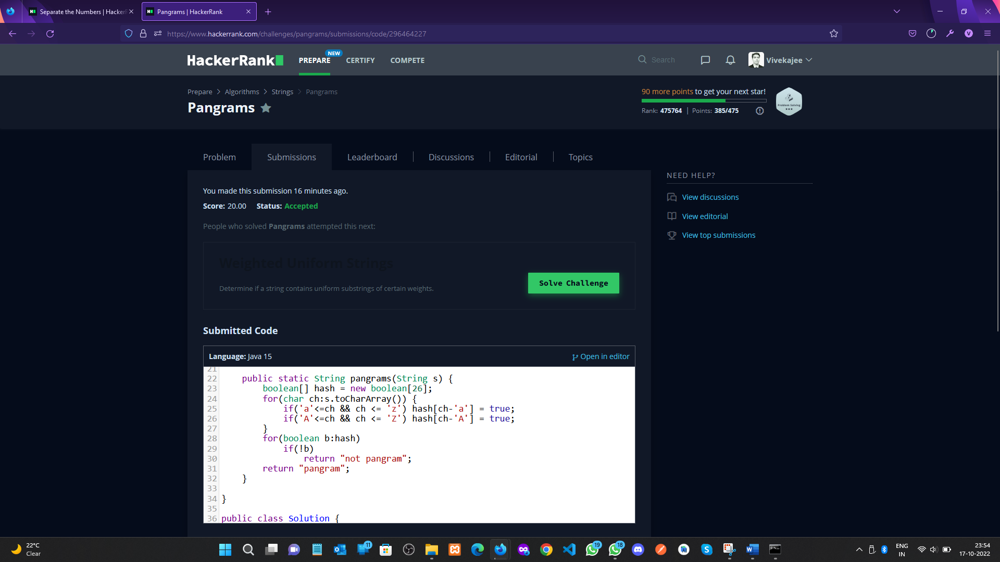 Separate the Numbers | HackerR
Pangrams | HackerRank
https://www.hackerrank.com/challenges/pangrams/submissions/code/296464227
V
HackerRank
PREPARE
NEW
CERTIFY
COMPETE
Search
Vivekajee
Prepare > Algorithms > Strings > Pangrams
Pangrams
90 more points to get your next star!
Rank: 475764 | Points: 385/475
Problem Solving
Problem
Submissions
Leaderboard
Discussions
Editorial
Topics
You made this submission 16 minutes ago.
Score: 20.00 Status: Accepted
People who solved Pangrams attempted this next:
Weighted Uniform Strings
Determine if a string contains uniform substrings of certain weights.
Solve Challenge
NEED HELP?
View discussions
View editorial
View top submissions
Submitted Code
Language: Java 15
Open in editor
21
22     public static String pangrams(String s) {
23         boolean[] hash = new boolean[26];
24         for(char ch:s.toCharArray()) {
25             if('a'<=ch && ch <= 'z') hash[ch-'a'] = true;
26             if('A'<=ch && ch <= 'Z') hash[ch-'A'] = true;
27         }
28         for(boolean b:hash)
29             if(!b)
30                 return "not pangram";
31         return "pangram";
32     }
33
34 }
35
36 public class Solution {
22°C
Clear
11
19
18
ENG
IN
23:54
17-10-2022